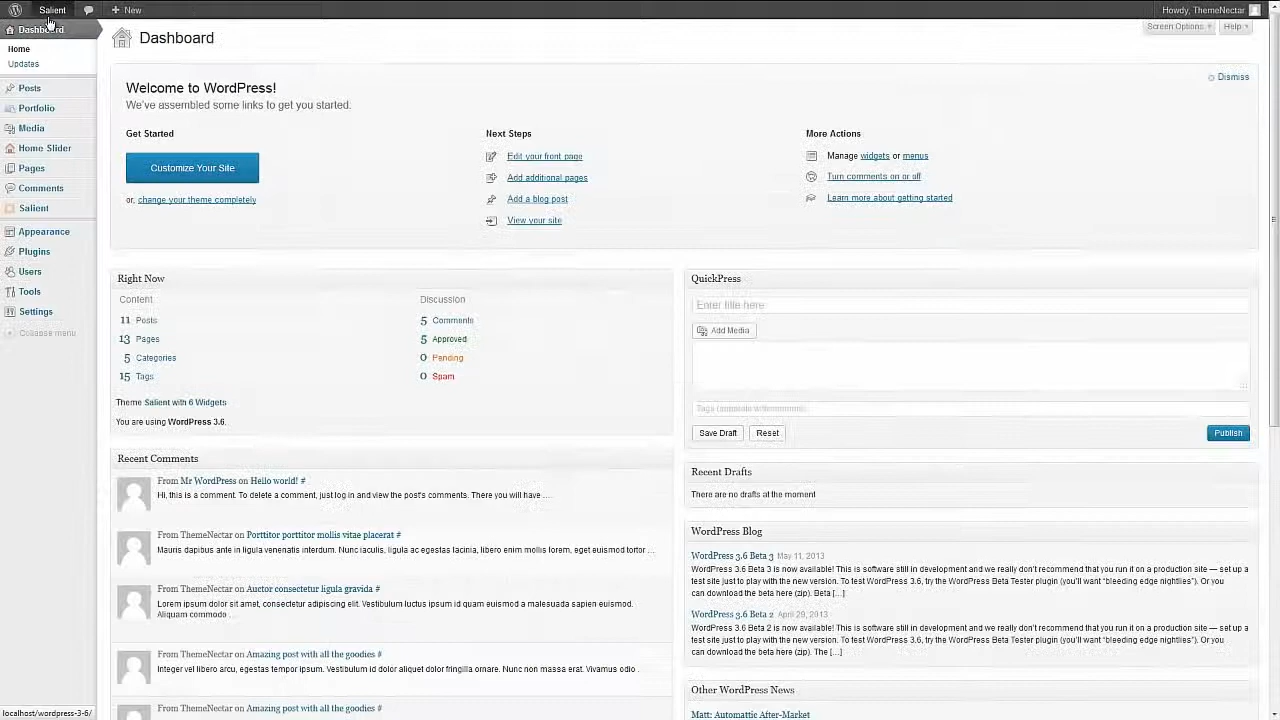 Salient
New
Howdy, ThemeNectar
Dashboard
Home
Updates
Posts
Portfolio
Media
Home Slider
Pages
Comments
Salient
Appearance
Plugins
Users
Tools
Settings
Collapse menu
Dashboard
Screen Options
Help
Welcome to WordPress!
We've assembled some links to get you started.
Dismiss
Get Started
Customize Your Site
or, change your theme completely
Next Steps
Edit your front page
Add additional pages
Add a blog post
View your site
More Actions
Manage widgets or menus
Turn comments on or off
Learn more about getting started
Right Now
Content
11 Posts
13 Pages
5 Categories
15 Tags
Discussion
5 Comments
5 Approved
0 Pending
0 Spam
Theme Salient with 6 Widgets
You are using WordPress 3.6.
Recent Comments
From Mr WordPress on Hello world! #
Hi, this is a comment. To delete a comment, just log in and view the post's comments. There you will have …
From ThemeNectar on Porttitor porttitor mollis vitae placerat #
Mauris dapibus ante in ligula venenatis interdum. Nunc iaculis, ligula ac egestas lacinia, libero enim mollis lorem, eget euismod tortor …
From ThemeNectar on Auctor consectetur ligula gravida #
Lorem ipsum dolor sit amet, consectetur adipiscing elit. Vestibulum luctus ipsum id quam euismod a malesuada sapien euismod.
Aliquam commodo …
From ThemeNectar on Amazing post with all the goodies #
Integer vel libero arcu, egestas tempor ipsum. Vestibulum id dolor aliquet dolor fringilla ornare. Nunc non massa erat. Vivamus odio …
From ThemeNectar on Amazing post with all the goodies #
QuickPress
Enter title here
Add Media
Tags (separate with commas)
Save Draft
Reset
Publish
Recent Drafts
There are no drafts at the moment
WordPress Blog
WordPress 3.6 Beta 3 May 11, 2013
WordPress 3.6 Beta 3 is now available! This is software still in development and we really don't recommend that you run it on a production site — set up a
test site just to play with the new version. To test WordPress 3.6, try the WordPress Beta Tester plugin (you'll want "bleeding edge nightlies"). Or you
can download the beta here (zip). Beta [...]
WordPress 3.6 Beta 2 April 29, 2013
WordPress 3.6 Beta 2 is now available! This is software still in development and we really don't recommend that you run it on a production site — set up a
test site just to play with the new version. To test WordPress 3.6, try the WordPress Beta Tester plugin (you'll want "bleeding edge nightlies"). Or you
can download the beta here (zip). The [...]
Other WordPress News
Matt: Automattic After-Market
localhost/wordpress-3-6/